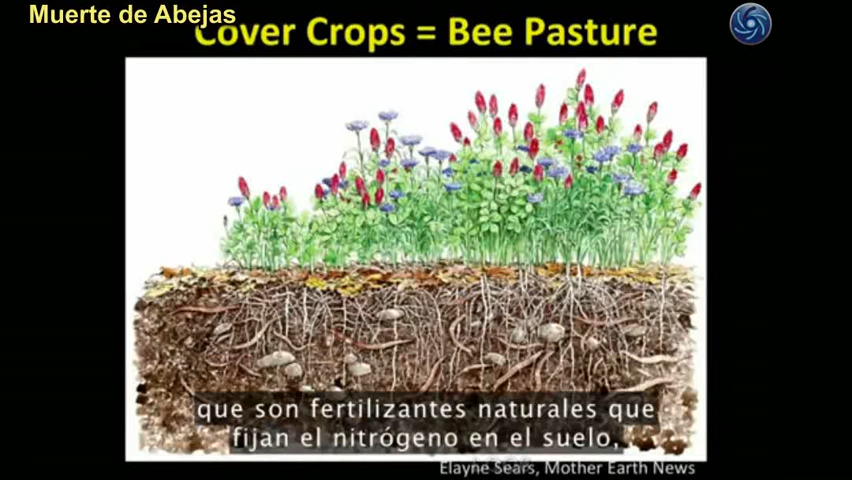 Muerte de Abejas
Cover Crops = Bee Pasture
que son fertilizantes naturales que
fijan el nitrógeno en el suelo,
Elayne Sears, Mother Earth News